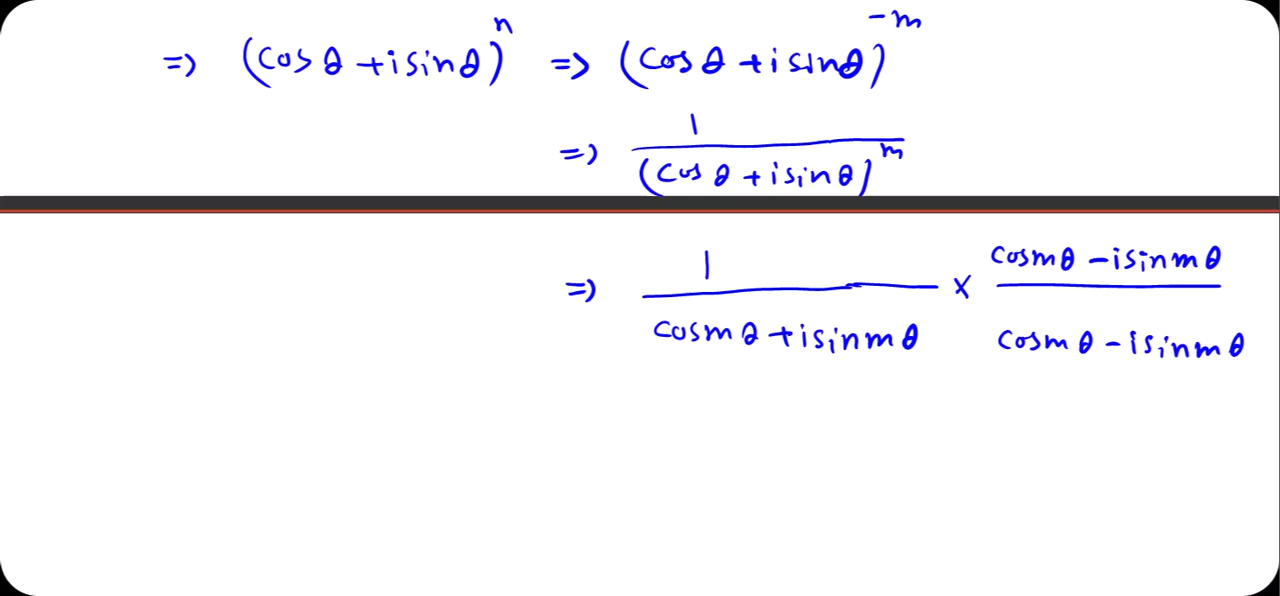 => (cos θ + i sin θ)^n => (cos θ + i sin θ)^-m
=> 1 / (cos θ + i sin θ)^m
=> 1 / (cos mθ + i sin mθ) × (cos mθ - i sin mθ) / (cos mθ - i sin mθ)